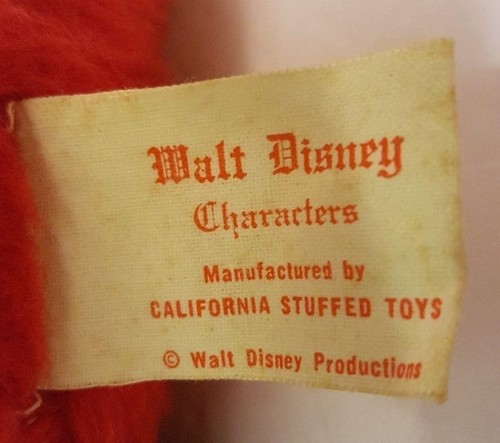 Walt Disney
Characters
Manufactured by
CALIFORNIA STUFFED TOYS
© Walt Disney Productions